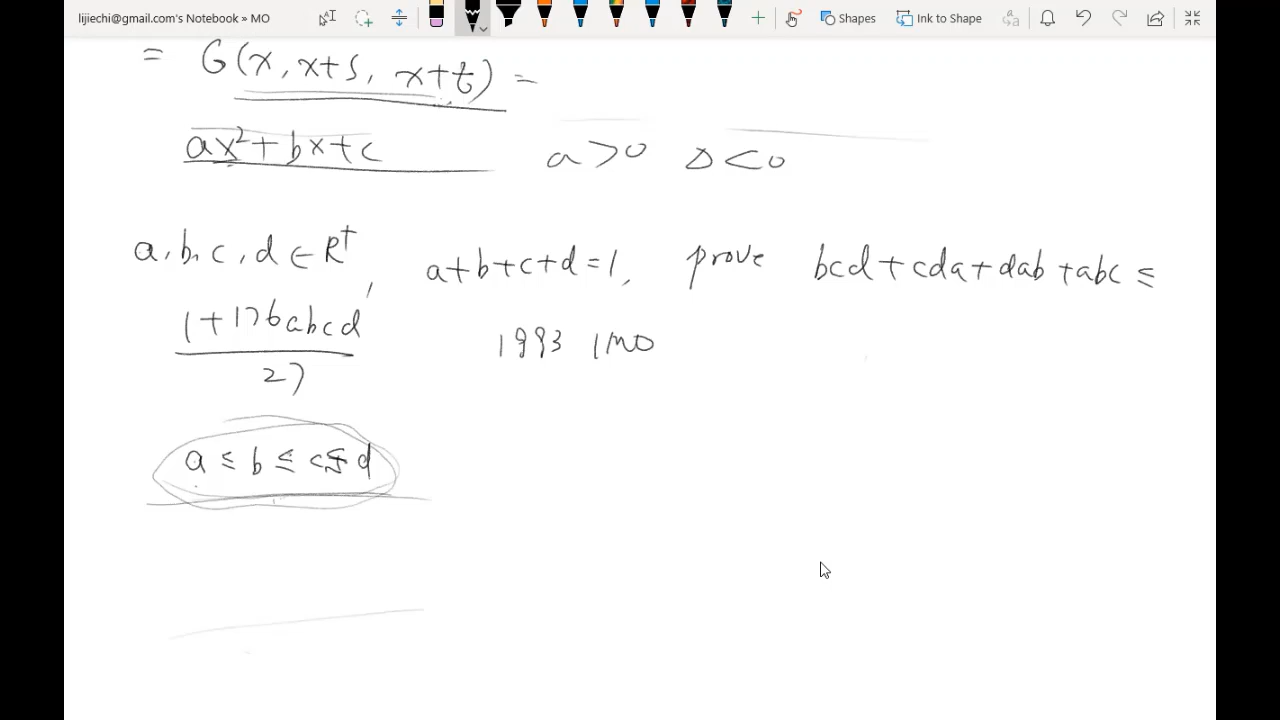 lijiechi@gmail.com's Notebook » MO
Shapes
Ink to Shape
= G(x, x+s, x+t) =
ax²+bx+c a>0 Δ<0
a, b, c, d ∈ R⁺, a+b+c+d=1, prove bcd+cda+dab+abc ≤
1+176abcd
27
1993 IMO
a ≤ b ≤ c ≤ d